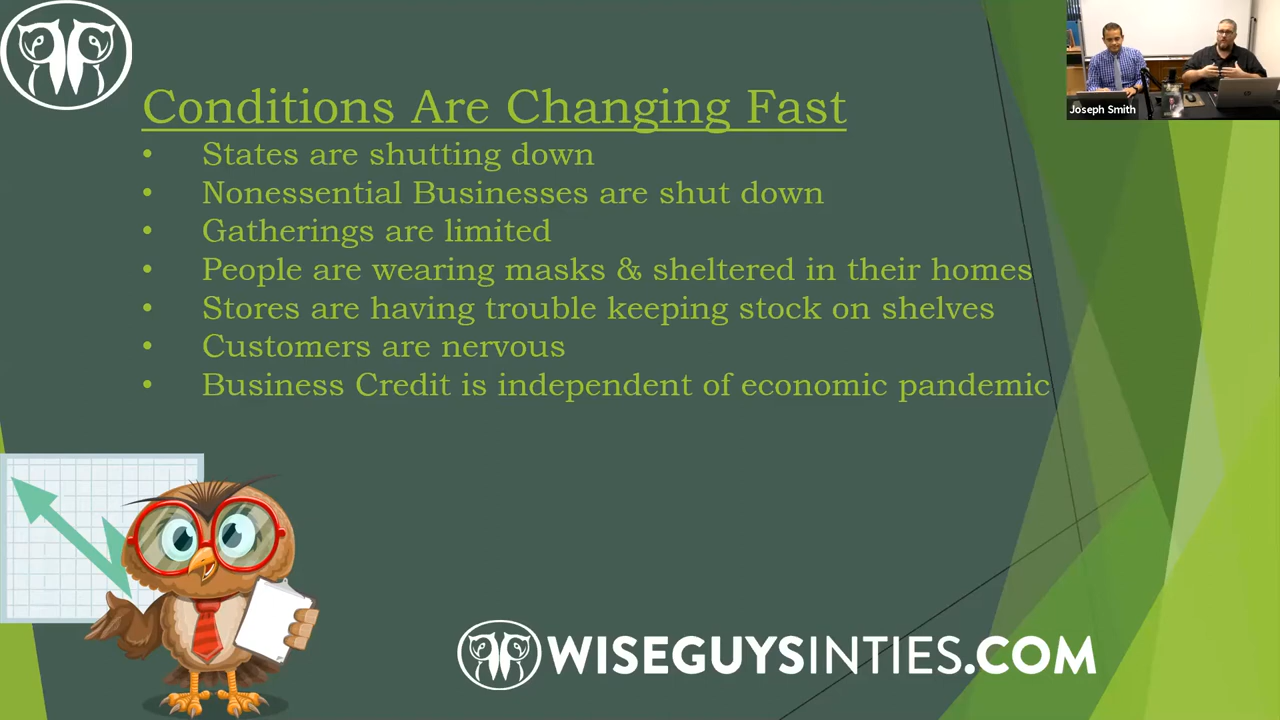 Conditions Are Changing Fast
• States are shutting down
• Nonessential Businesses are shut down
• Gatherings are limited
• People are wearing masks & sheltered in their homes
• Stores are having trouble keeping stock on shelves
• Customers are nervous
• Business Credit is independent of economic pandemic
Joseph Smith
WISEGUYSINTIES.COM